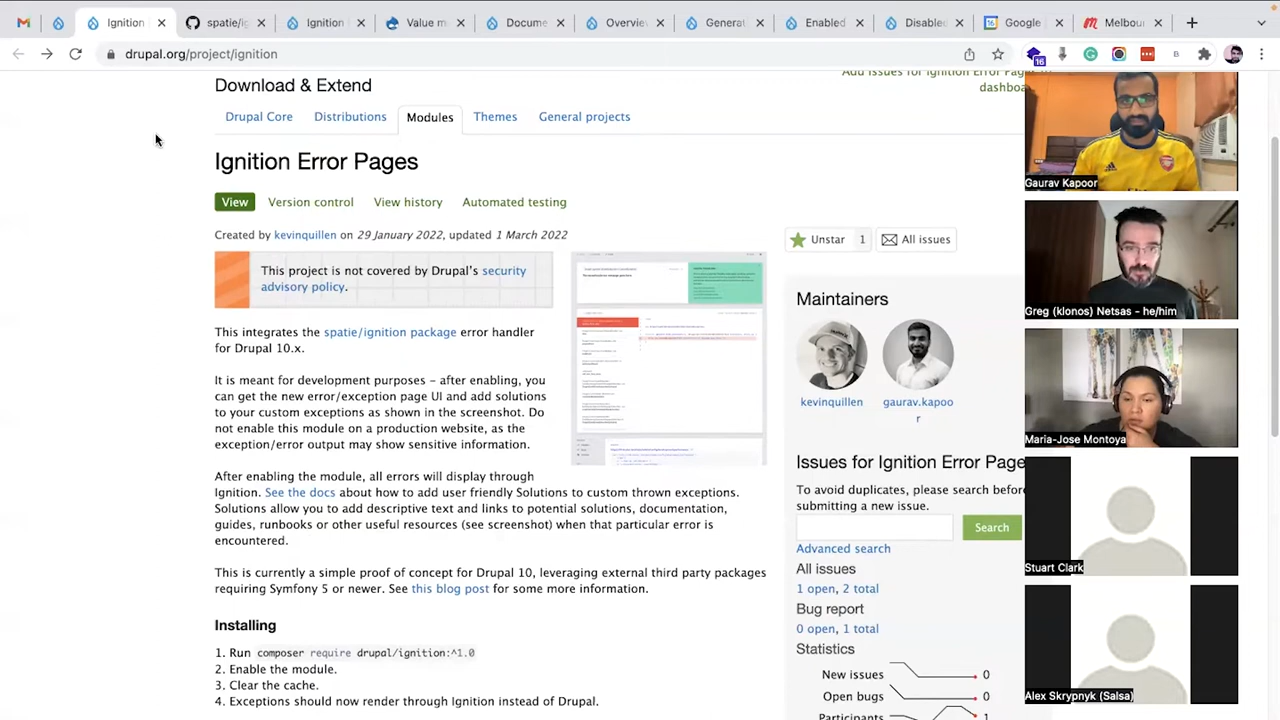 Ignition
spatie/ig
Ignition
Value m
Docume
Overview
Generat
Enabled
Disabled
Google
Melbou
drupal.org/project/ignition
16
B
Download & Extend
Add issues for Ignition Error Pages to
dashboa
Drupal Core
Distributions
Modules
Themes
General projects
Ignition Error Pages
View
Version control
View history
Automated testing
Created by kevinquillen on 29 January 2022, updated 1 March 2022
Unstar
1
All issues
This project is not covered by Drupal's security
advisory policy.
This integrates the Spatie/Ignition package error handler
for Drupal 10.x.
It is meant for development purposes - after enabling, you
can get the new exception page UI and add solutions
to your custom exceptions as shown in the screenshot. Do
not enable this module on a production website, as the
exception/error output may show sensitive information.
After enabling the module, all errors will display through
Ignition. See the docs about how to add user friendly Solutions to custom thrown exceptions.
Solutions allow you to add descriptive text and links to potential solutions, documentation,
guides, runbooks or other useful resources (see screenshot) when that particular error is
encountered.
This is currently a simple proof of concept for Drupal 10, leveraging external third party packages
requiring Symfony 5 or newer. See this blog post for some more information.
Installing
1. Run composer require drupal/ignition:^1.0
2. Enable the module.
3. Clear the cache.
4. Exceptions should now render through Ignition instead of Drupal.
Maintainers
kevinquillen
gaurav.kapoo
r
Issues for Ignition Error Page
To avoid duplicates, please search before
submitting a new issue.
Search
Advanced search
All issues
1 open, 2 total
Bug report
0 open, 1 total
Statistics
New issues
0
Open bugs
0
Participants
1
Gaurav Kapoor
Greg (klonos) Netsas - he/him
Maria-Jose Montoya
Stuart Clark
Alex Skrypnyk (Salsa)